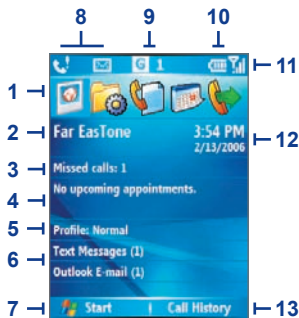 8 9 10
G 1
11
1
2 Far EasTone 3:54 PM
2/13/2006 12
3 Missed calls: 1
No upcoming appointments.
4
5 Profile: Normal
6 Text Messages (1)
Outlook E-mail (1)
7 Start Call History 13